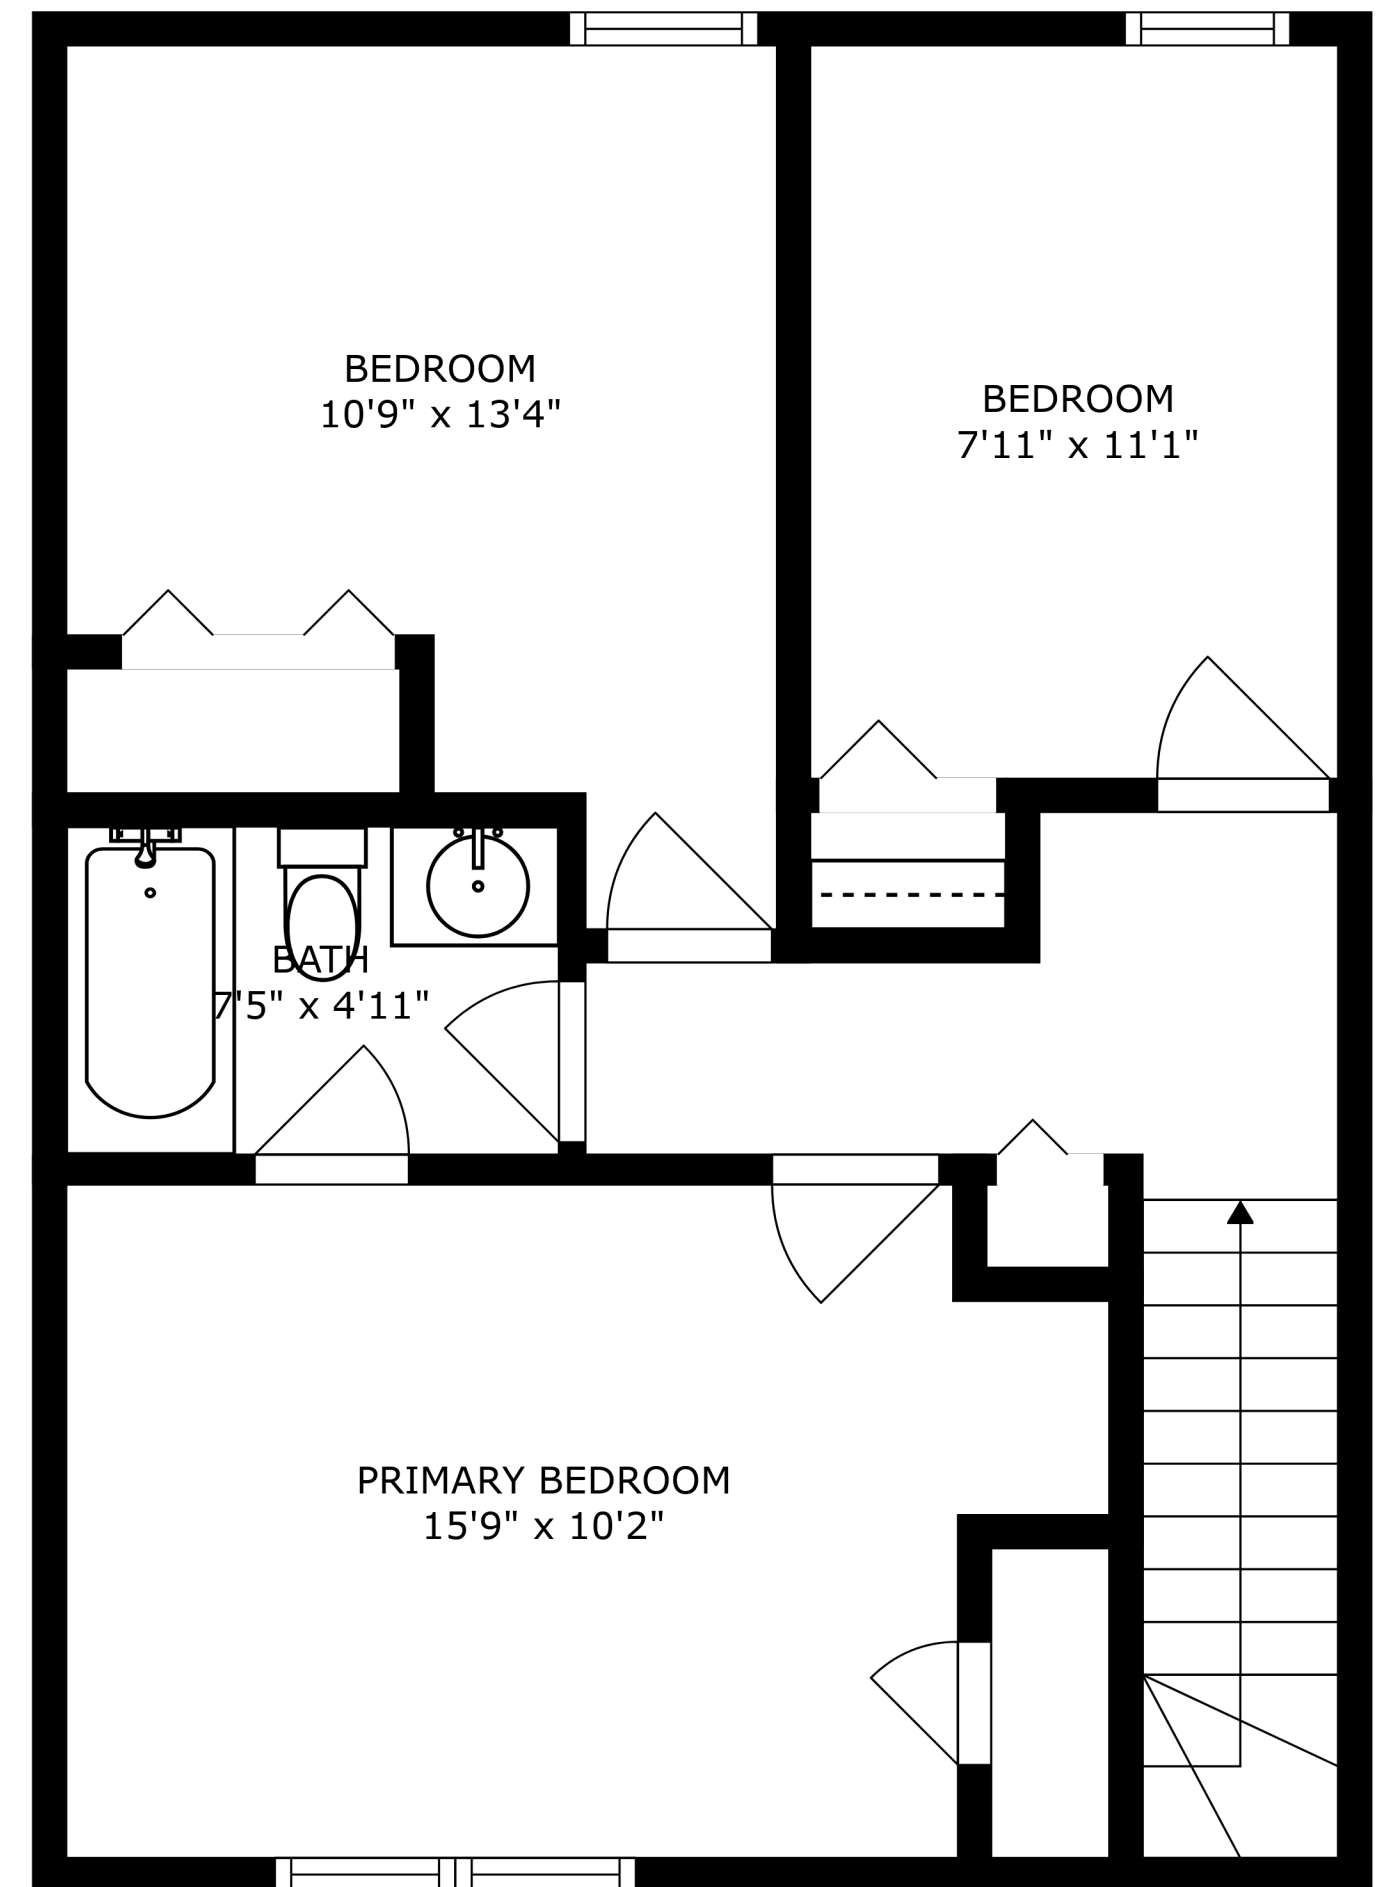 BEDROOM
10'9" x 13'4"
BEDROOM
7'11" x 11'1"
BATH
7'5" x 4'11"
PRIMARY BEDROOM
15'9" x 10'2"